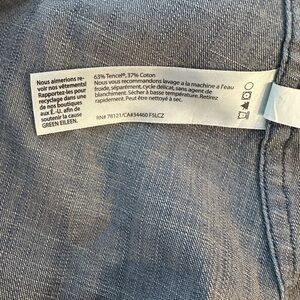 Nous aimerions re-
voir nos vêtements!
Rapportez-les pour
recyclage dans une
de nos boutiques
aux É.-U. afin de
soutenir la cause
GREEN EILEEN.
63% Tencel®, 37% Coton
Nous vous recommandons lavage a la machine a l'eau
froide, séparément, cycle délicat, sans agent de
blanchiment. Sécher à basse température. Retirez
rapidement. Peut être nettoyé à sec.
RN# 78121/CA#34460 F5LCZ